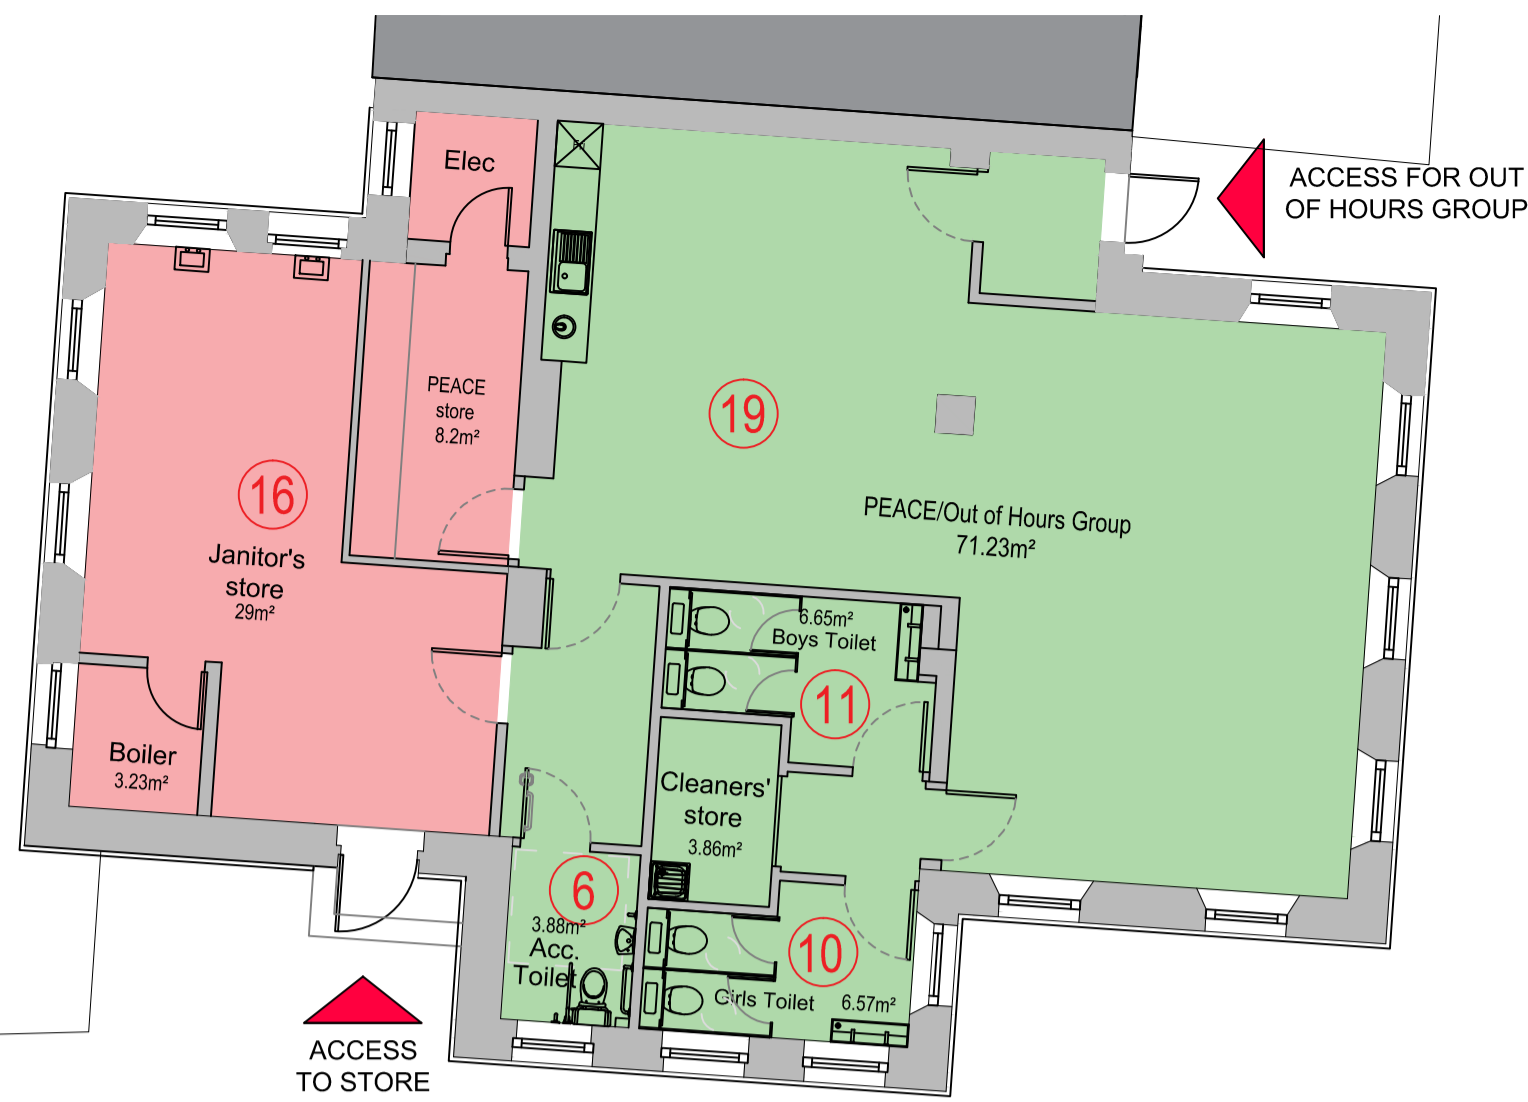 Elec
Fg
ACCESS FOR OUT
OF HOURS GROUP
PEACE
store
8.2m²
19
16
Janitor's
store
29m²
PEACE/Out of Hours Group
71.23m²
6.65m²
Boys Toilet
11
Boiler
3.23m²
Cleaners'
store
3.86m²
6
3.88m²
Acc.
Toilet
10
Girls Toilet
6.57m²
ACCESS
TO STORE